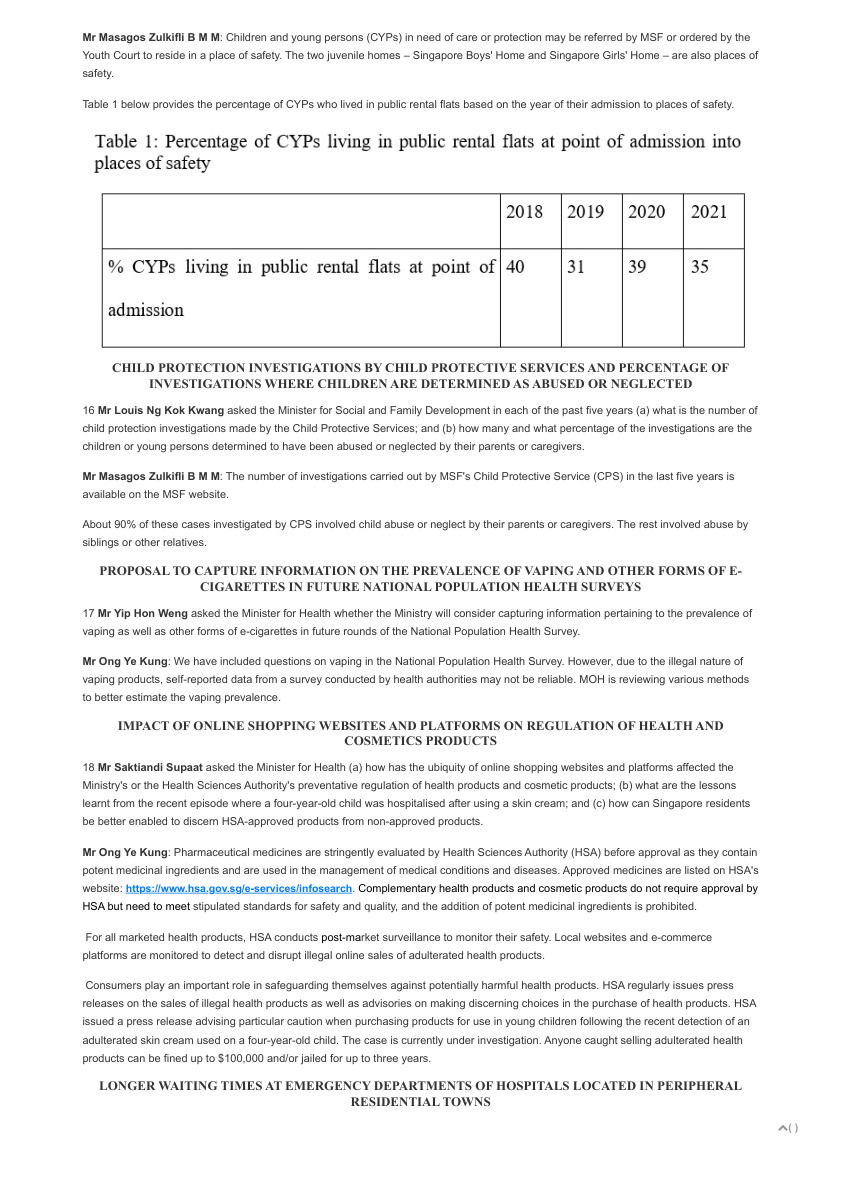 Mr Masagos Zulkifli B M M: Children and young persons (CYPs) in need of care or protection may be referred by MSF or ordered by the
Youth Court to reside in a place of safety. The two juvenile homes – Singapore Boys' Home and Singapore Girls' Home – are also places of
safety.
Table 1 below provides the percentage of CYPs who lived in public rental flats based on the year of their admission to places of safety.
Table 1: Percentage of CYPs living in public rental flats at point of admission into
places of safety
2018 2019 2020 2021
% CYPs living in public rental flats at point of 40 31 39 35
admission
CHILD PROTECTION INVESTIGATIONS BY CHILD PROTECTIVE SERVICES AND PERCENTAGE OF
INVESTIGATIONS WHERE CHILDREN ARE DETERMINED AS ABUSED OR NEGLECTED
16 Mr Louis Ng Kok Kwang asked the Minister for Social and Family Development in each of the past five years (a) what is the number of
child protection investigations made by the Child Protective Services; and (b) how many and what percentage of the investigations are the
children or young persons determined to have been abused or neglected by their parents or caregivers.
Mr Masagos Zulkifli B M M: The number of investigations carried out by MSF's Child Protective Service (CPS) in the last five years is
available on the MSF website.
About 90% of these cases investigated by CPS involved child abuse or neglect by their parents or caregivers. The rest involved abuse by
siblings or other relatives.
PROPOSAL TO CAPTURE INFORMATION ON THE PREVALENCE OF VAPING AND OTHER FORMS OF E-
CIGARETTES IN FUTURE NATIONAL POPULATION HEALTH SURVEYS
17 Mr Yip Hon Weng asked the Minister for Health whether the Ministry will consider capturing information pertaining to the prevalence of
vaping as well as other forms of e-cigarettes in future rounds of the National Population Health Survey.
Mr Ong Ye Kung: We have included questions on vaping in the National Population Health Survey. However, due to the illegal nature of
vaping products, self-reported data from a survey conducted by health authorities may not be reliable. MOH is reviewing various methods
to better estimate the vaping prevalence.
IMPACT OF ONLINE SHOPPING WEBSITES AND PLATFORMS ON REGULATION OF HEALTH AND
COSMETICS PRODUCTS
18 Mr Saktiandi Supaat asked the Minister for Health (a) how has the ubiquity of online shopping websites and platforms affected the
Ministry's or the Health Sciences Authority's preventative regulation of health products and cosmetic products; (b) what are the lessons
learnt from the recent episode where a four-year-old child was hospitalised after using a skin cream; and (c) how can Singapore residents
be better enabled to discern HSA-approved products from non-approved products.
Mr Ong Ye Kung: Pharmaceutical medicines are stringently evaluated by Health Sciences Authority (HSA) before approval as they contain
potent medicinal ingredients and are used in the management of medical conditions and diseases. Approved medicines are listed on HSA's
website: https://www.hsa.gov.sg/e-services/infosearch. Complementary health products and cosmetic products do not require approval by
HSA but need to meet stipulated standards for safety and quality, and the addition of potent medicinal ingredients is prohibited.
For all marketed health products, HSA conducts post-market surveillance to monitor their safety. Local websites and e-commerce
platforms are monitored to detect and disrupt illegal online sales of adulterated health products.
Consumers play an important role in safeguarding themselves against potentially harmful health products. HSA regularly issues press
releases on the sales of illegal health products as well as advisories on making discerning choices in the purchase of health products. HSA
issued a press release advising particular caution when purchasing products for use in young children following the recent detection of an
adulterated skin cream used on a four-year-old child. The case is currently under investigation. Anyone caught selling adulterated health
products can be fined up to $100,000 and/or jailed for up to three years.
LONGER WAITING TIMES AT EMERGENCY DEPARTMENTS OF HOSPITALS LOCATED IN PERIPHERAL
RESIDENTIAL TOWNS
( )